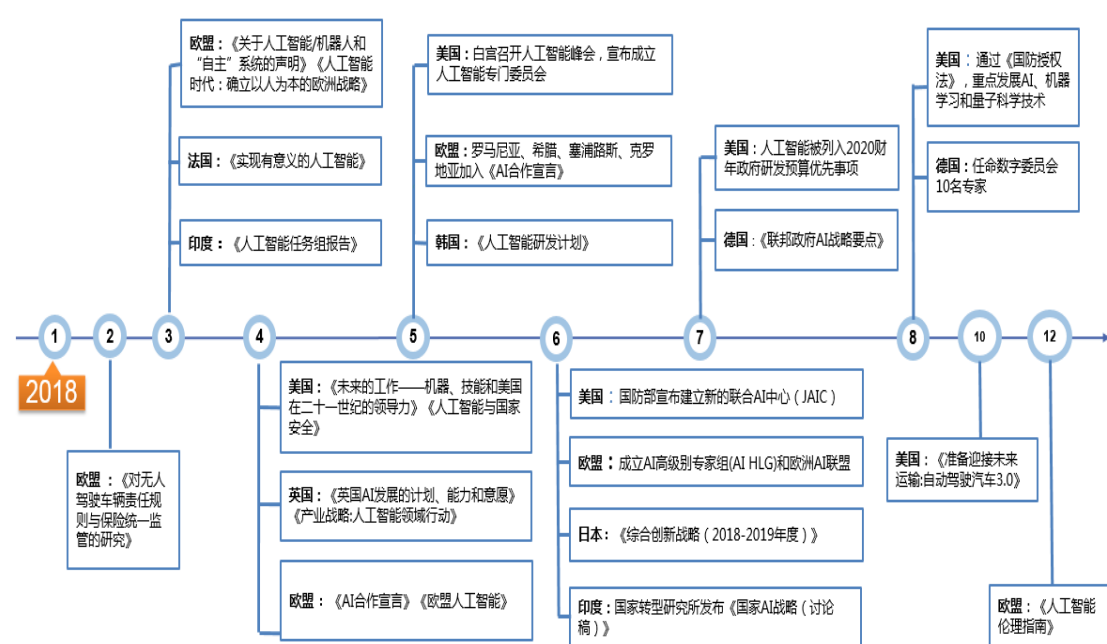 欧盟：《关于人工智能/机器人和
“自主”系统的声明》《人工智能
时代：确立以人为本的欧洲战略》
法国：《实现有意义的人工智能》
印度：《人工智能任务组报告》
美国：白宫召开人工智能峰会，宣布成立
人工智能专门委员会
欧盟：罗马尼亚、希腊、塞浦路斯、克罗
地亚加入《AI合作宣言》
韩国：《人工智能研发计划》
美国：人工智能被列入2020财
年政府研发预算优先事项
德国：《联邦政府AI战略要点》
美国：通过《国防授权
法》，重点发展AI、机器
学习和量子科学技术
德国：任命数字委员会
10名专家
1
2
3
4
5
6
7
8
10
12
2018
欧盟：《对无人
驾驶车辆责任规
则与保险统一监
管的研究》
美国：《未来的工作——机器、技能和美国
在二十一世纪的领导力》《人工智能与国家
安全》
英国：《英国AI发展的计划、能力和意愿》
《产业战略:人工智能领域行动》
欧盟：《AI合作宣言》《欧盟人工智能》
美国：国防部宣布建立新的联合AI中心（JAIC）
欧盟：成立AI高级别专家组(AI HLG)和欧洲AI联盟
日本：《综合创新战略（2018-2019年度）》
印度：国家转型研究所发布《国家AI战略（讨论
稿）》
美国：《准备迎接未来
运输:自动驾驶汽车3.0》
欧盟：《人工智能
伦理指南》